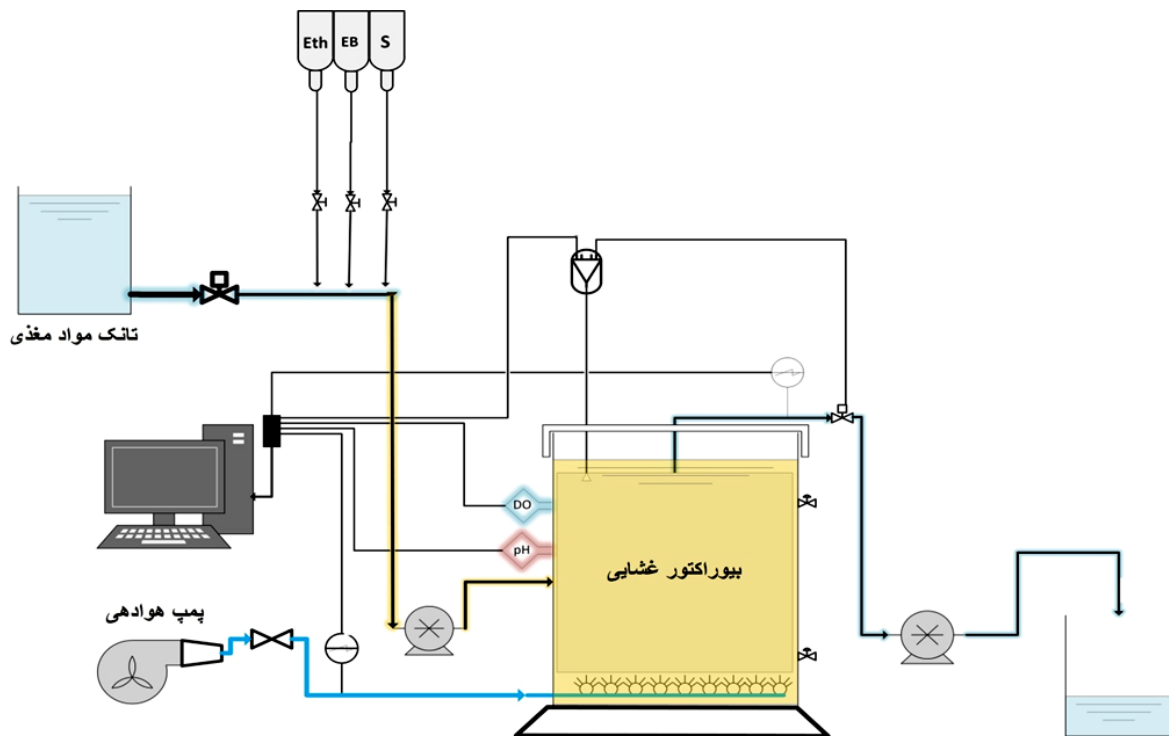 Eth
EB
S
تانک مواد مغذی
DO
pH
بیوراکتور غشایی
پمپ هوادهی